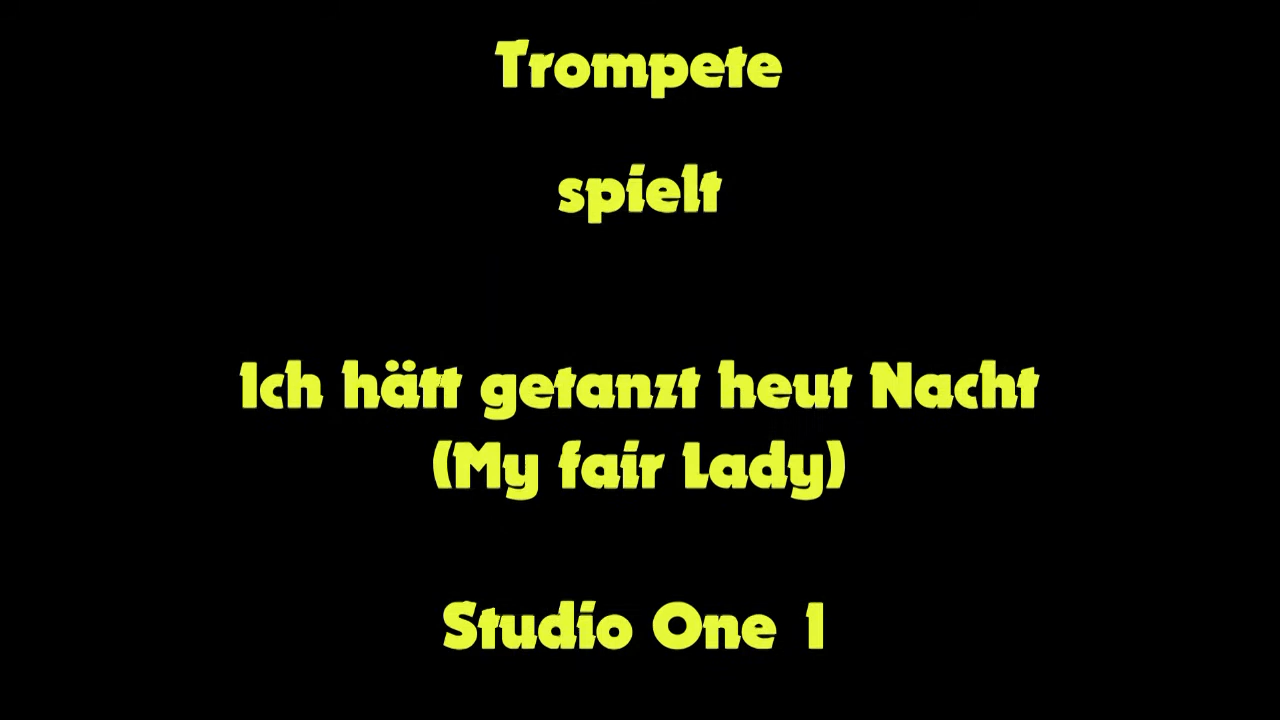 Trompete
spielt
Ich hätt getanzt heut Nacht
(My fair Lady)
Studio One 1